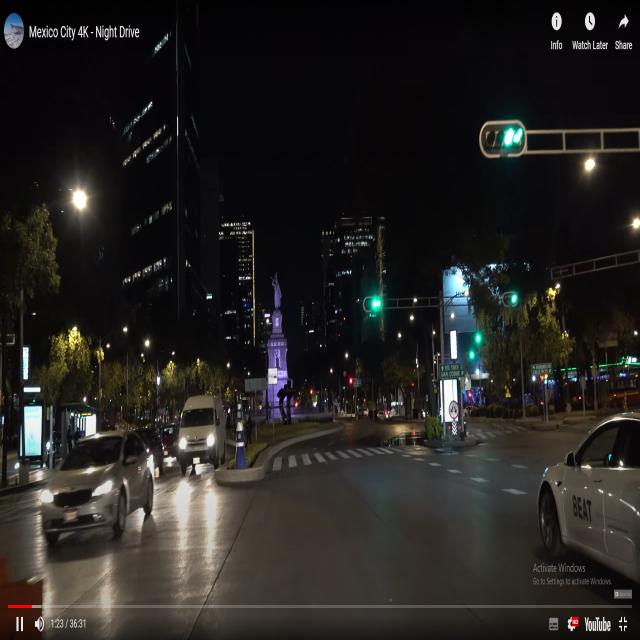 Mexico City 4K - Night Drive
Info
Watch Later
Share
BEAT
Activate Windows
Go to Settings to activate Windows.
1:23 / 36:31
YouTube